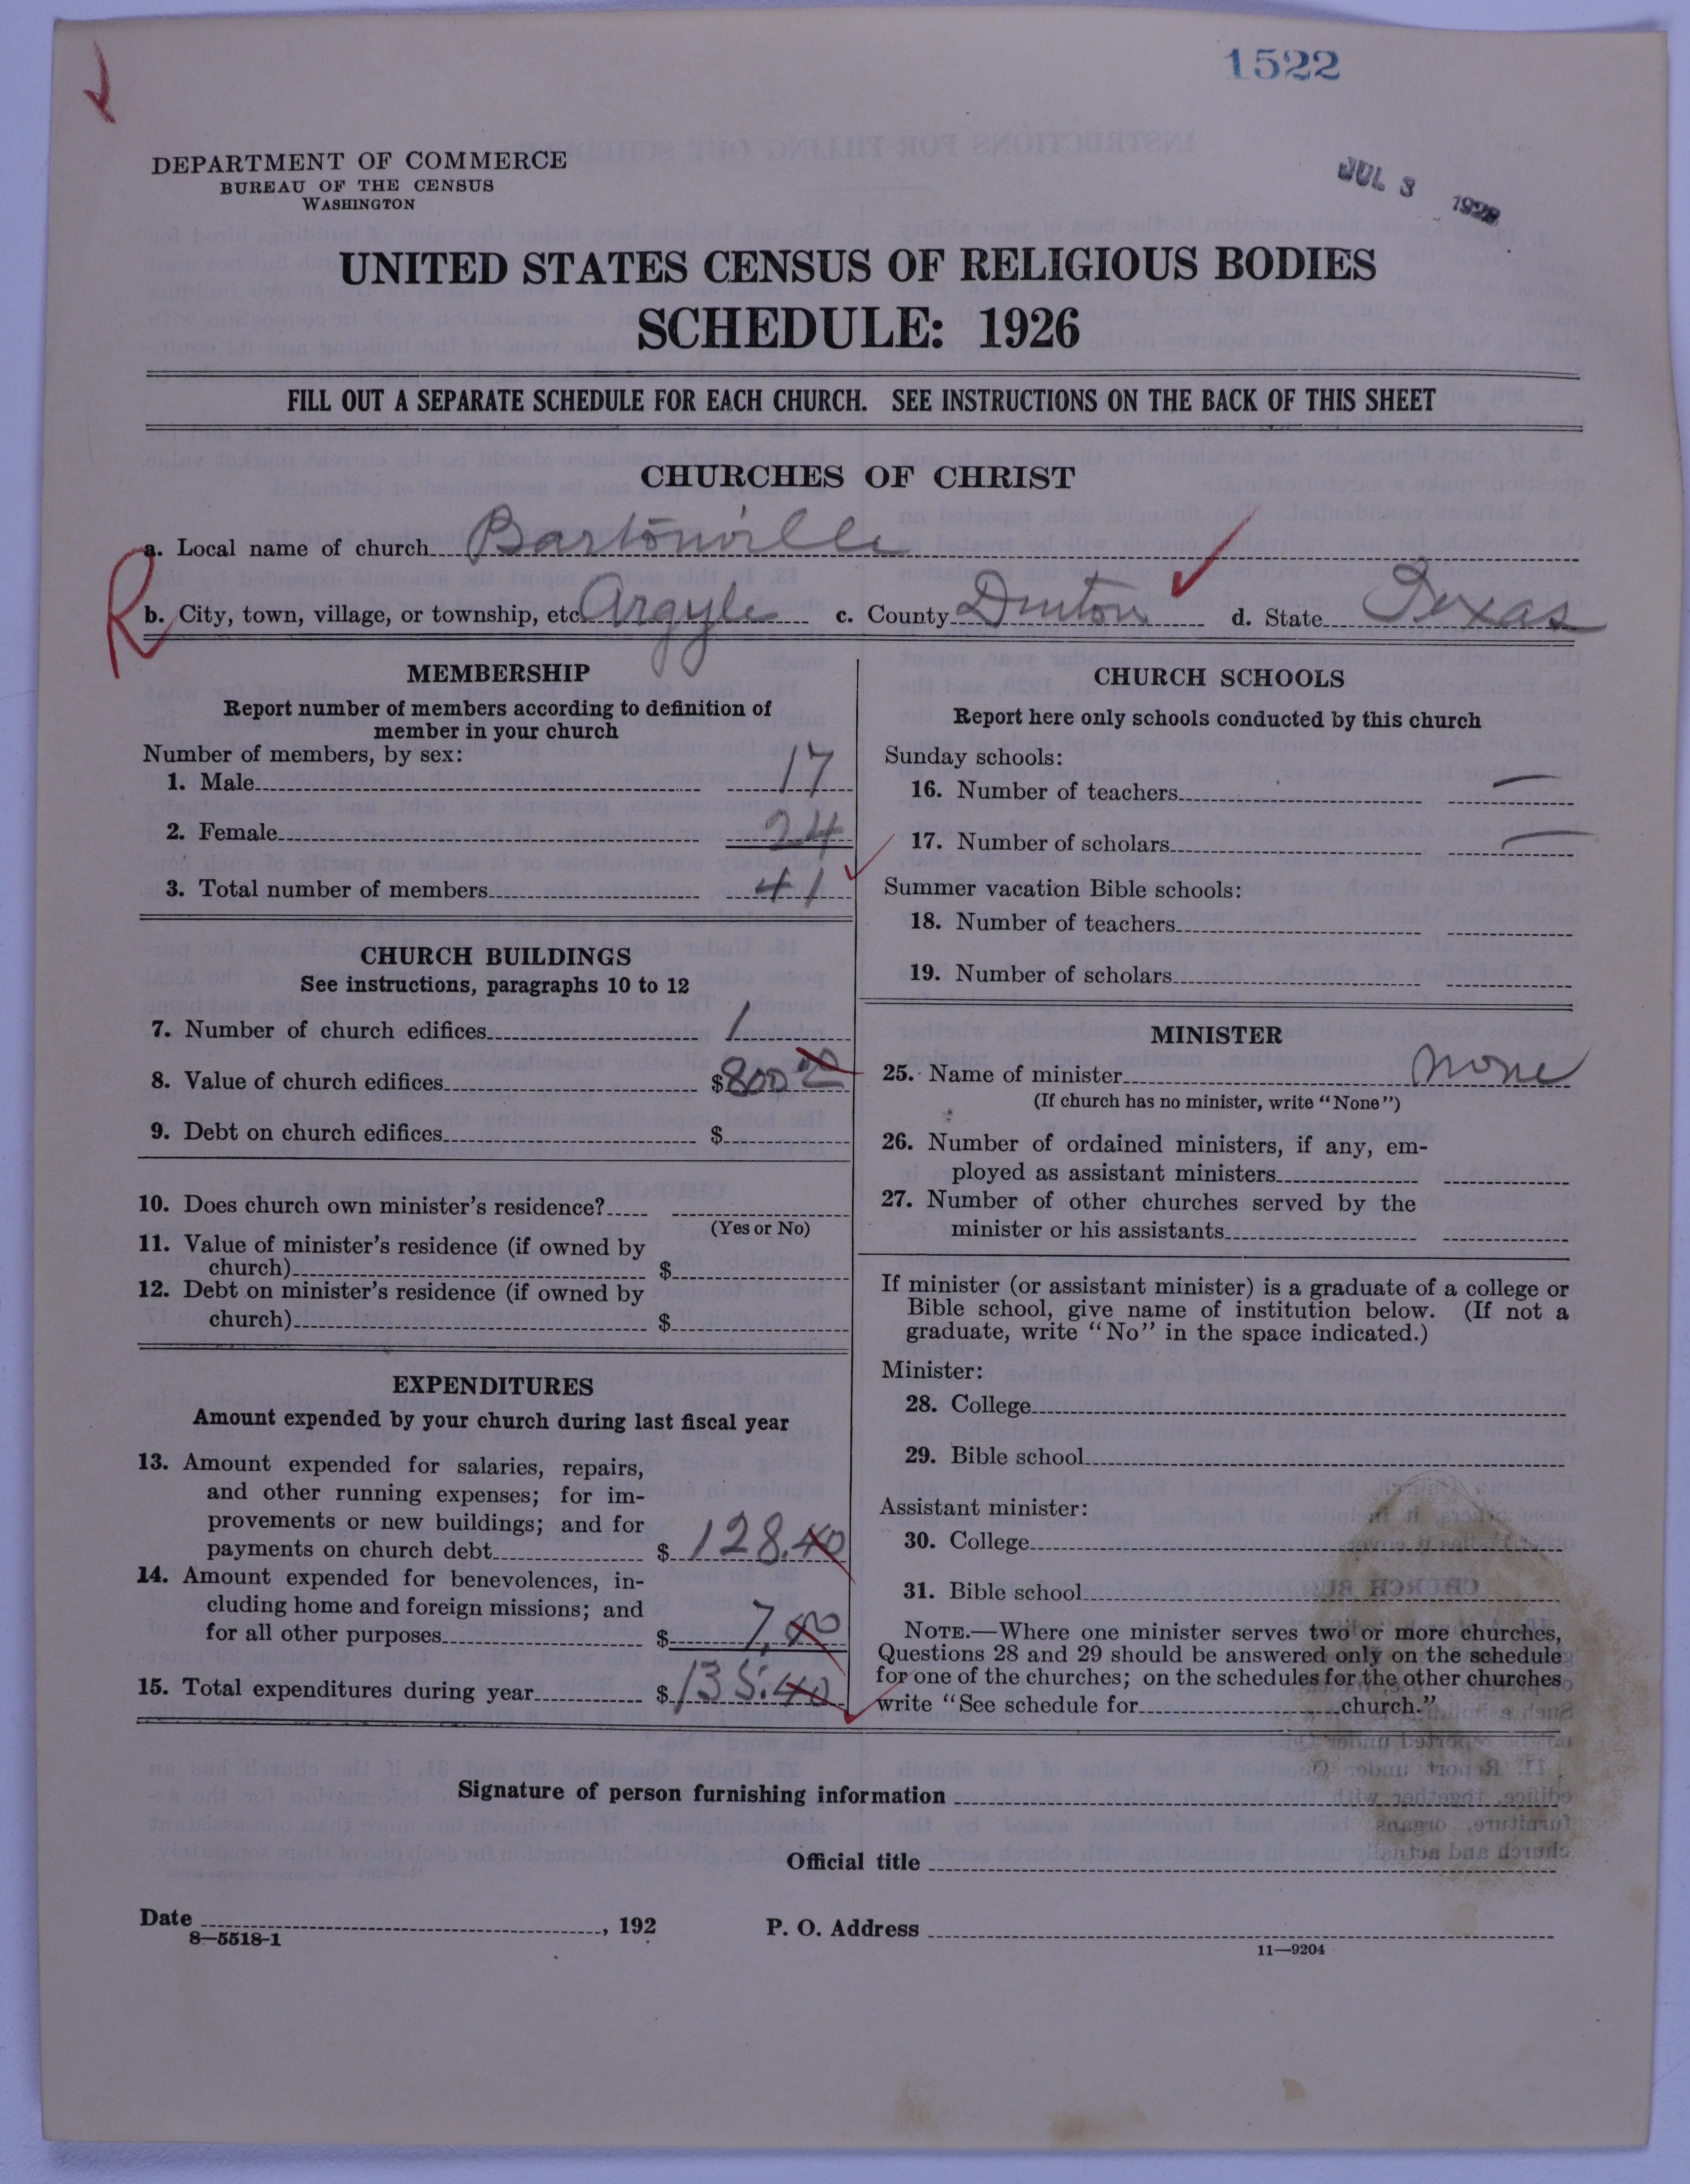 1522
JUL 3 1928
DEPARTMENT OF COMMERCE
BUREAU OF THE CENSUS
WASHINGTON
UNITED STATES CENSUS OF RELIGIOUS BODIES
SCHEDULE: 1926
FILL OUT A SEPARATE SCHEDULE FOR EACH CHURCH. SEE INSTRUCTIONS ON THE BACK OF THIS SHEET
CHURCHES OF CHRIST
a. Local name of church Bartonville
R
b. City, town, village, or township, etc. Argyle c. County Denton d. State Texas
MEMBERSHIP
Report number of members according to definition of
member in your church
Number of members, by sex:
1. Male 17
2. Female 24
3. Total number of members 41
CHURCH BUILDINGS
See instructions, paragraphs 10 to 12
7. Number of church edifices 1
8. Value of church edifices $800 00
9. Debt on church edifices $
10. Does church own minister's residence?
(Yes or No)
11. Value of minister's residence (if owned by
church) $
12. Debt on minister's residence (if owned by
church) $
EXPENDITURES
Amount expended by your church during last fiscal year
13. Amount expended for salaries, repairs,
and other running expenses; for im-
provements or new buildings; and for
payments on church debt $ 128.40
14. Amount expended for benevolences, in-
cluding home and foreign missions; and
for all other purposes $ 7.00
15. Total expenditures during year $ 135.40
CHURCH SCHOOLS
Report here only schools conducted by this church
Sunday schools:
16. Number of teachers —
17. Number of scholars —
Summer vacation Bible schools:
18. Number of teachers
19. Number of scholars
MINISTER
25. Name of minister None
(If church has no minister, write "None")
26. Number of ordained ministers, if any, em-
ployed as assistant ministers
27. Number of other churches served by the
minister or his assistants
If minister (or assistant minister) is a graduate of a college or
Bible school, give name of institution below. (If not a
graduate, write "No" in the space indicated.)
Minister:
28. College
29. Bible school
Assistant minister:
30. College
31. Bible school
NOTE.—Where one minister serves two or more churches,
Questions 28 and 29 should be answered only on the schedule
for one of the churches; on the schedules for the other churches
write "See schedule for church."
Signature of person furnishing information
Official title
Date , 192
8—5518-1
P. O. Address
11—9204